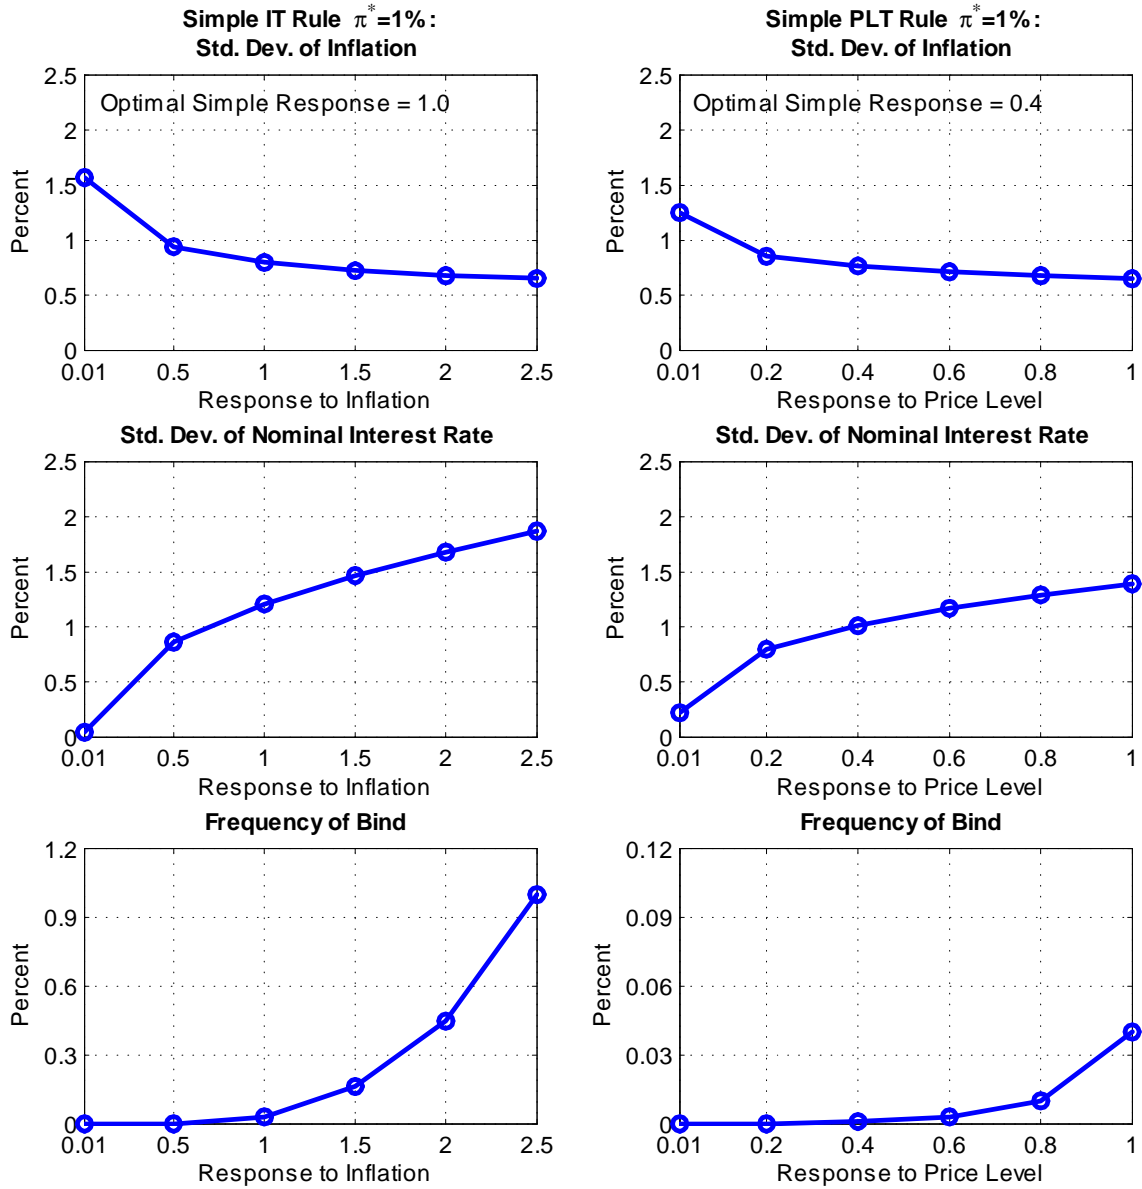 Simple IT Rule π*=1%:
Std. Dev. of Inflation
Optimal Simple Response = 1.0
Percent
2.5
2
1.5
1
0.5
0
0.01 0.5 1 1.5 2 2.5
Response to Inflation
Simple PLT Rule π*=1%:
Std. Dev. of Inflation
Optimal Simple Response = 0.4
Percent
2.5
2
1.5
1
0.5
0
0.01 0.2 0.4 0.6 0.8 1
Response to Price Level
Std. Dev. of Nominal Interest Rate
Percent
2.5
2
1.5
1
0.5
0
0.01 0.5 1 1.5 2 2.5
Response to Inflation
Std. Dev. of Nominal Interest Rate
Percent
2.5
2
1.5
1
0.5
0
0.01 0.2 0.4 0.6 0.8 1
Response to Price Level
Frequency of Bind
Percent
1.2
0.9
0.6
0.3
0
0.01 0.5 1 1.5 2 2.5
Response to Inflation
Frequency of Bind
Percent
0.12
0.09
0.06
0.03
0
0.01 0.2 0.4 0.6 0.8 1
Response to Price Level